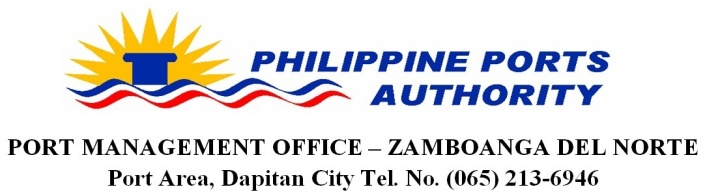 PHILIPPINE PORTS
AUTHORITY
PORT MANAGEMENT OFFICE – ZAMBOANGA DEL NORTE
Port Area, Dapitan City Tel. No. (065) 213-6946